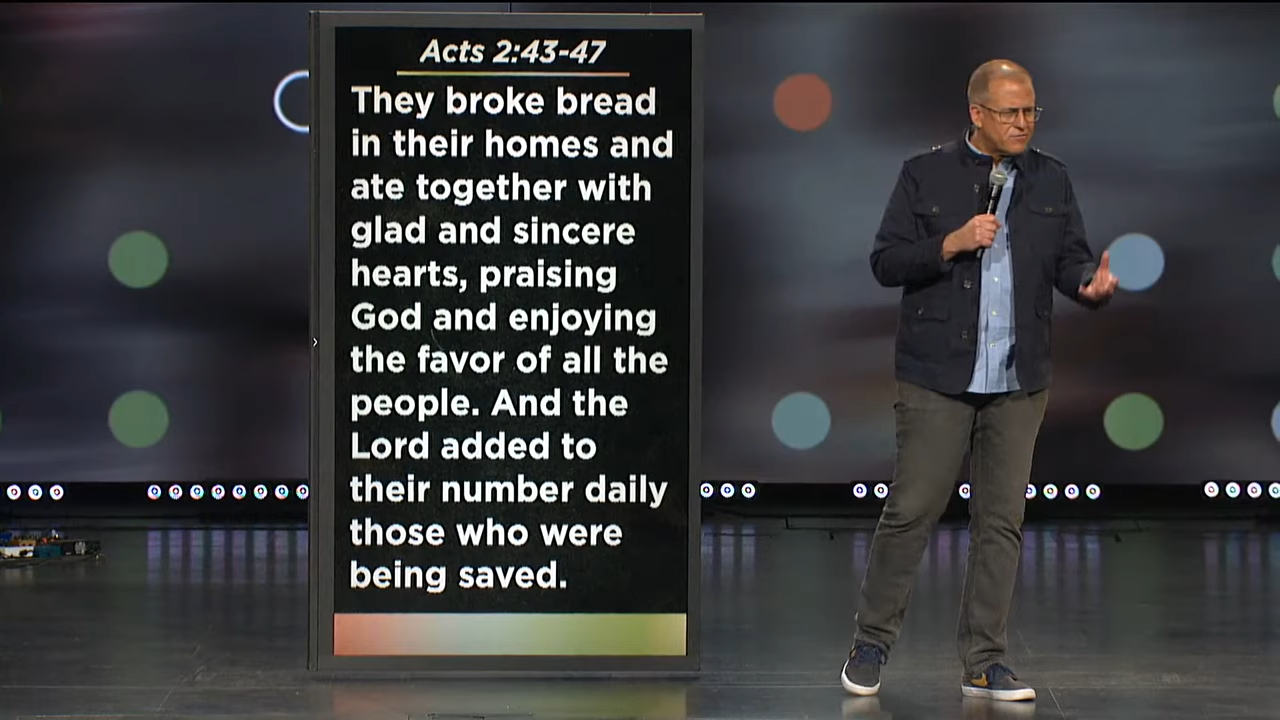 Acts 2:43-47
They broke bread
in their homes and
ate together with
glad and sincere
hearts, praising
God and enjoying
the favor of all the
people. And the
Lord added to
their number daily
those who were
being saved.